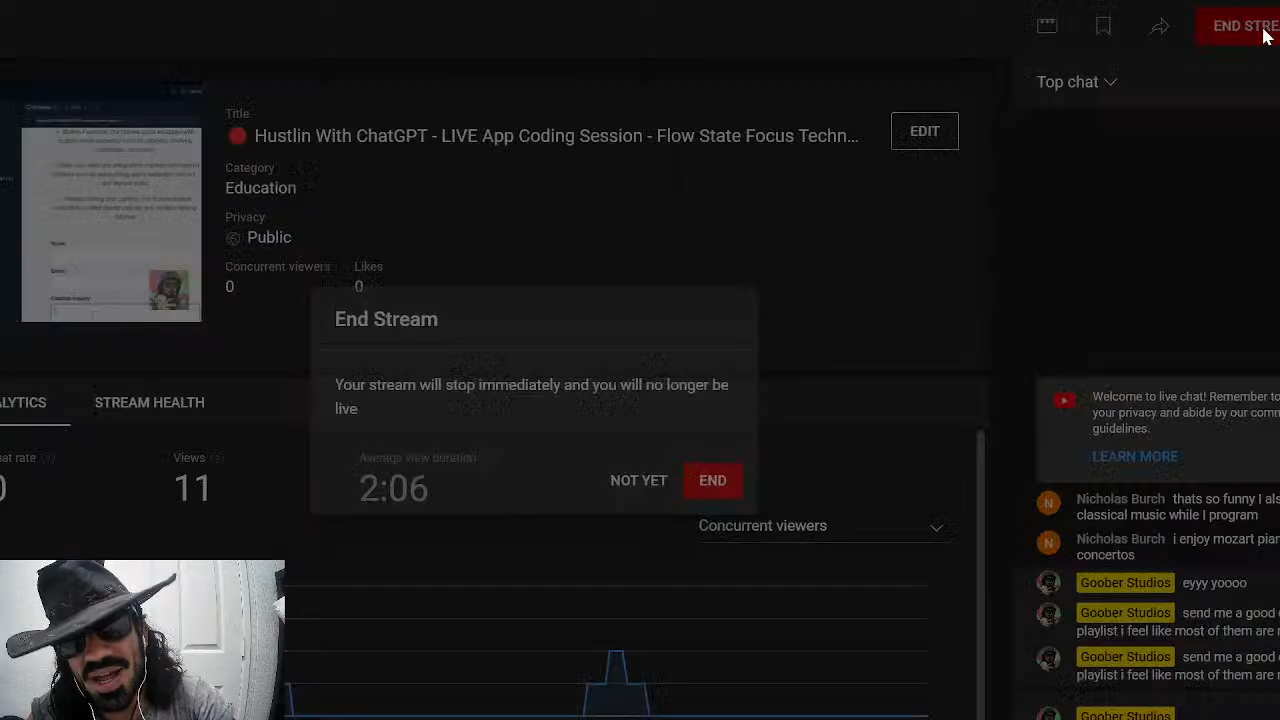 END STRE
Top chat
Title
Hustlin With ChatGPT - LIVE App Coding Session - Flow State Focus Techn...
EDIT
Category
Education
Privacy
Public
Concurrent viewers
Likes
0
0
End Stream
Your stream will stop immediately and you will no longer be
live
NOT YET
END
ALYTICS
STREAM HEALTH
at rate
Views
Average view duration
0
11
2:06
Concurrent viewers
Welcome to live chat! Remember to
your privacy and abide by our comm
guidelines.
LEARN MORE
Nicholas Burch thats so funny I als
classical music while I program
Nicholas Burch i enjoy mozart pian
concertos
Goober Studios eyyy yoooo
Goober Studios send me a good
playlist i feel like most of them are
Goober Studios send me a good
playlist i feel like most of them are
Goober Studios